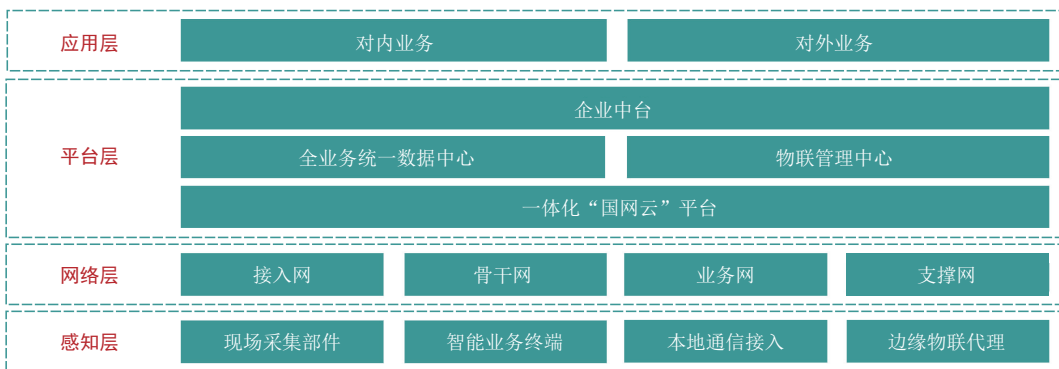 应用层
对内业务
对外业务
平台层
企业中台
全业务统一数据中心
物联管理中心
一体化“国网云”平台
网络层
接入网
骨干网
业务网
支撑网
感知层
现场采集部件
智能业务终端
本地通信接入
边缘物联代理